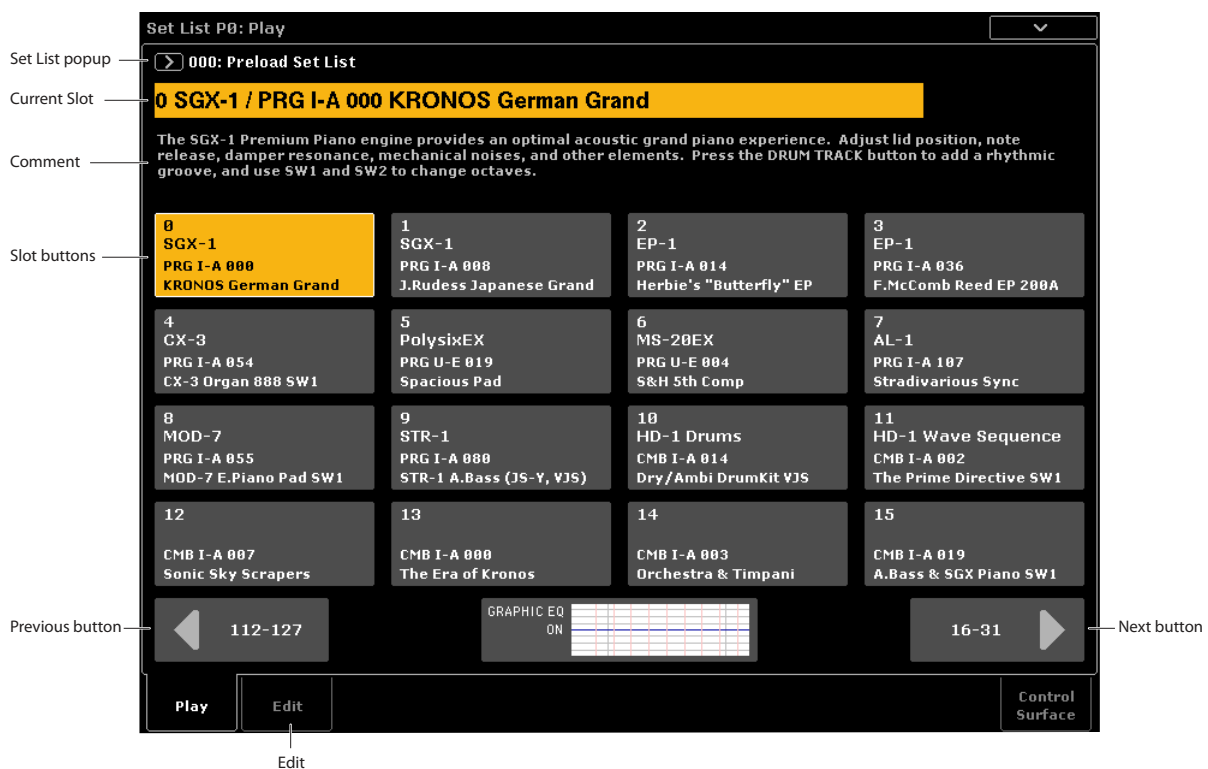 Set List P0: Play
Set List popup
000: Preload Set List
Current Slot
0 SGX-1 / PRG I-A 000 KRONOS German Grand
Comment
The SGX-1 Premium Piano engine provides an optimal acoustic grand piano experience. Adjust lid position, note
release, damper resonance, mechanical noises, and other elements. Press the DRUM TRACK button to add a rhythmic
groove, and use SW1 and SW2 to change octaves.
Slot buttons
0
SGX-1
PRG I-A 000
KRONOS German Grand
1
SGX-1
PRG I-A 008
J.Rudess Japanese Grand
2
EP-1
PRG I-A 014
Herbie's "Butterfly" EP
3
EP-1
PRG I-A 036
F.McComb Reed EP 200A
4
CX-3
PRG I-A 054
CX-3 Organ 888 SW1
5
PolysixEX
PRG U-E 019
Spacious Pad
6
MS-20EX
PRG U-E 004
S&H 5th Comp
7
AL-1
PRG I-A 107
Stradivarious Sync
8
MOD-7
PRG I-A 055
MOD-7 E.Piano Pad SW1
9
STR-1
PRG I-A 080
STR-1 A.Bass (JS-Y, VJS)
10
HD-1 Drums
CMB I-A 014
Dry/Ambi DrumKit VJS
11
HD-1 Wave Sequence
CMB I-A 002
The Prime Directive SW1
12
CMB I-A 007
Sonic Sky Scrapers
13
CMB I-A 000
The Era of Kronos
14
CMB I-A 003
Orchestra & Timpani
15
CMB I-A 019
A.Bass & SGX Piano SW1
Previous button
112-127
GRAPHIC EQ
ON
16-31
Next button
Play
Edit
Control
Surface
Edit